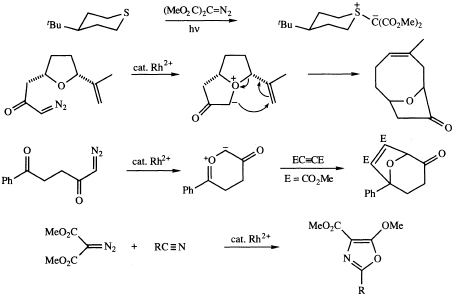 S (MeO₂C)₂C=N₂ S⁺ ⁻C(CO₂Me)₂
ᵗBu hν ᵗBu
O cat. Rh²⁺ O⁺ O
O N₂ O − O
Ph O N₂ O cat. Rh²⁺ O⁺ − O Ph EC≡CE E = CO₂Me E E O O Ph
MeO₂C N₂ + RC≡N cat. Rh²⁺ MeO₂C OMe
MeO₂C N O
R